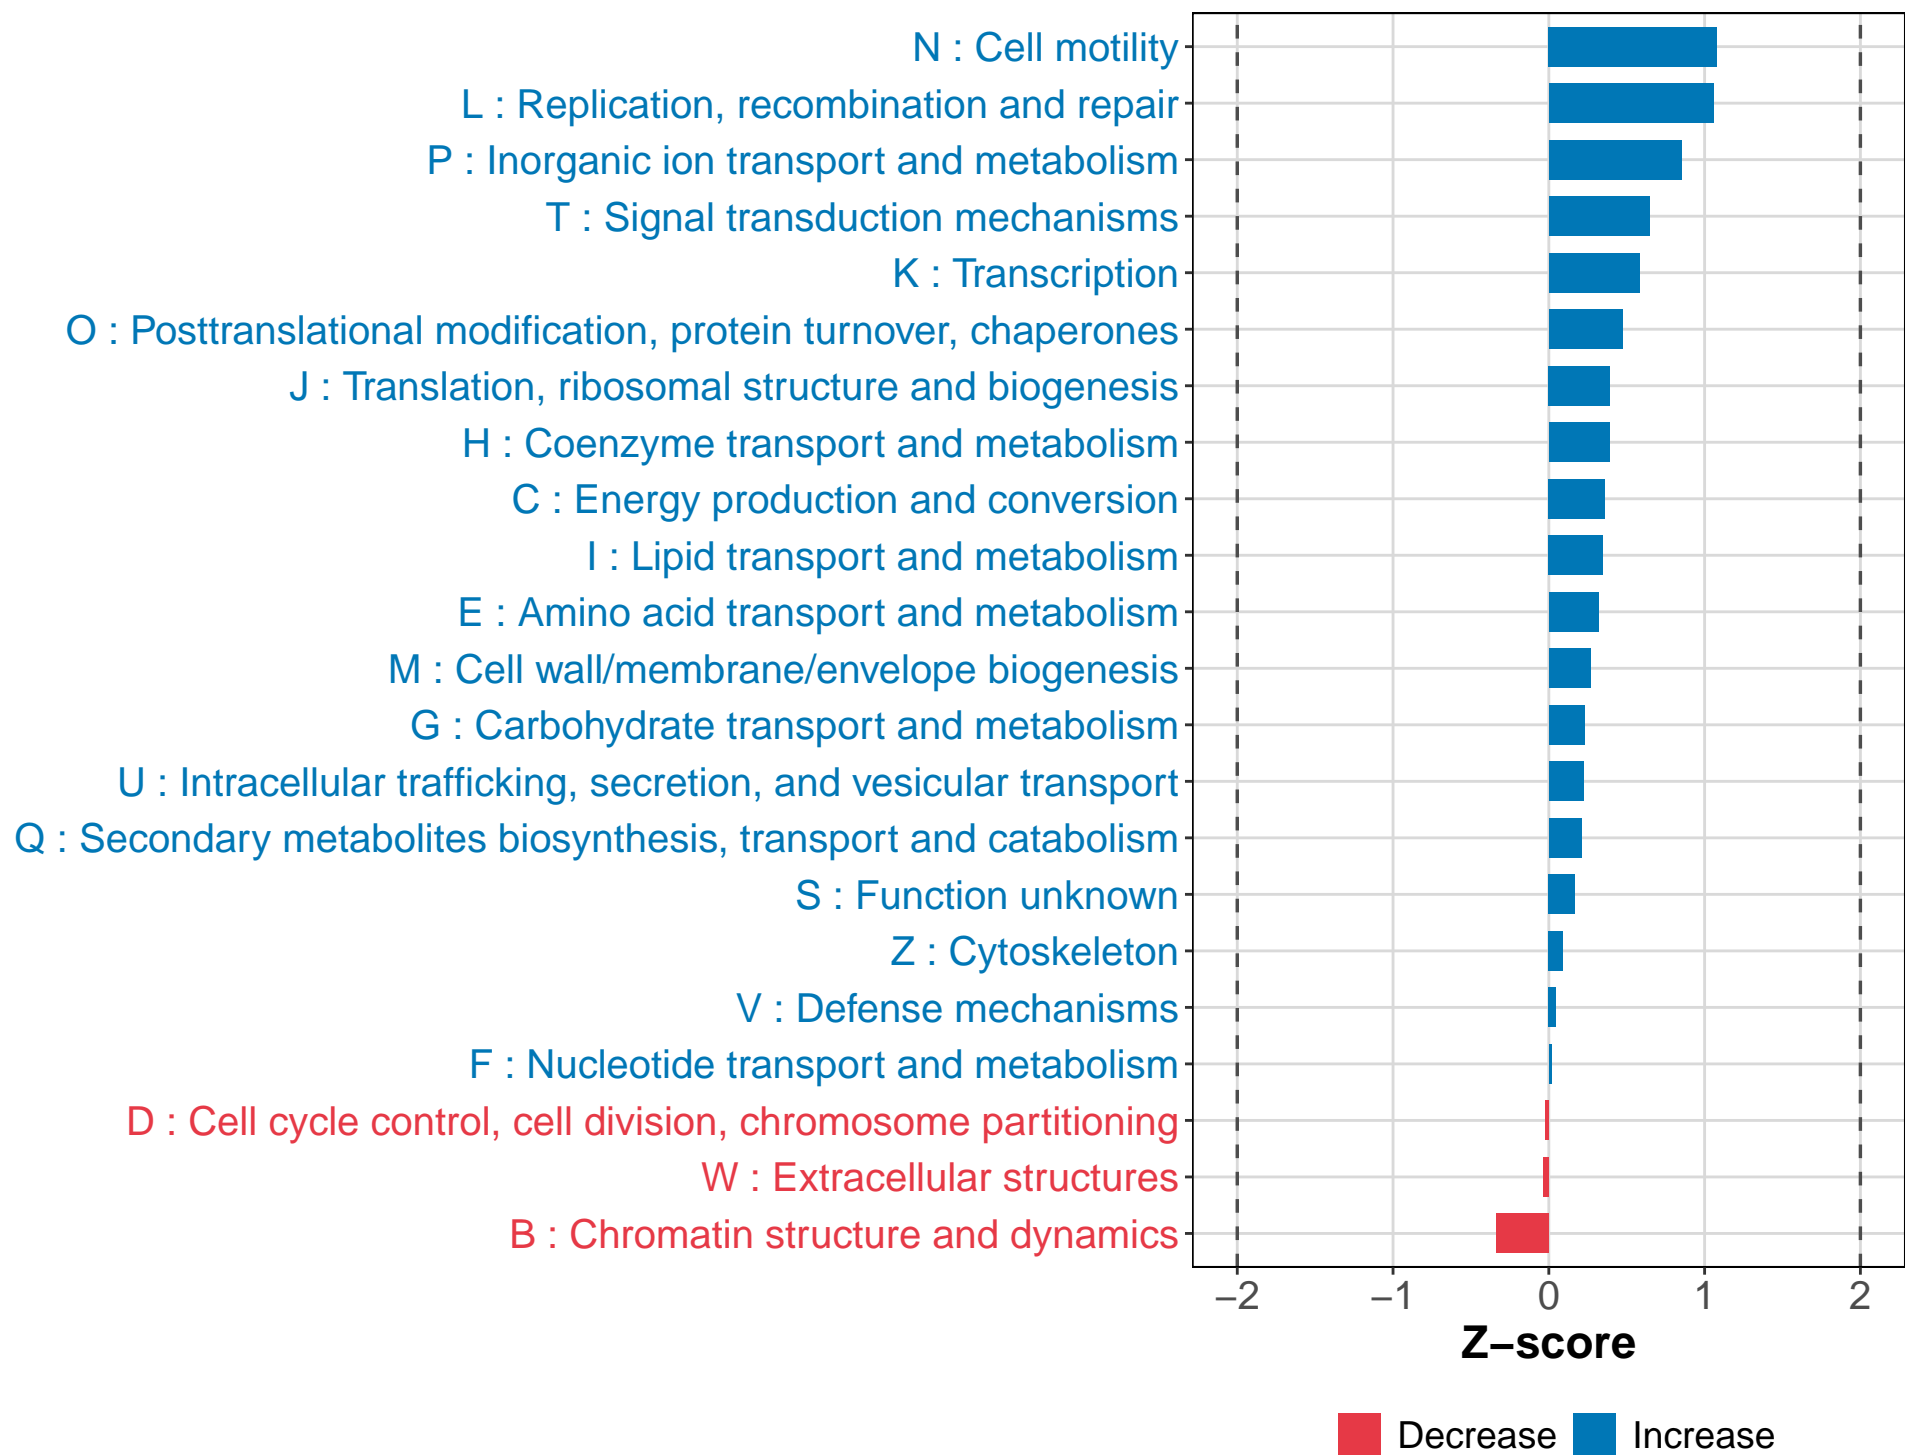 N : Cell motility
L : Replication, recombination and repair
P : Inorganic ion transport and metabolism
T : Signal transduction mechanisms
K : Transcription
O : Posttranslational modification, protein turnover, chaperones
J : Translation, ribosomal structure and biogenesis
H : Coenzyme transport and metabolism
C : Energy production and conversion
I : Lipid transport and metabolism
E : Amino acid transport and metabolism
M : Cell wall/membrane/envelope biogenesis
G : Carbohydrate transport and metabolism
U : Intracellular trafficking, secretion, and vesicular transport
Q : Secondary metabolites biosynthesis, transport and catabolism
S : Function unknown
Z : Cytoskeleton
V : Defense mechanisms
F : Nucleotide transport and metabolism
D : Cell cycle control, cell division, chromosome partitioning
W : Extracellular structures
B : Chromatin structure and dynamics
−2 −1 0 1 2
Z−score
Decrease Increase